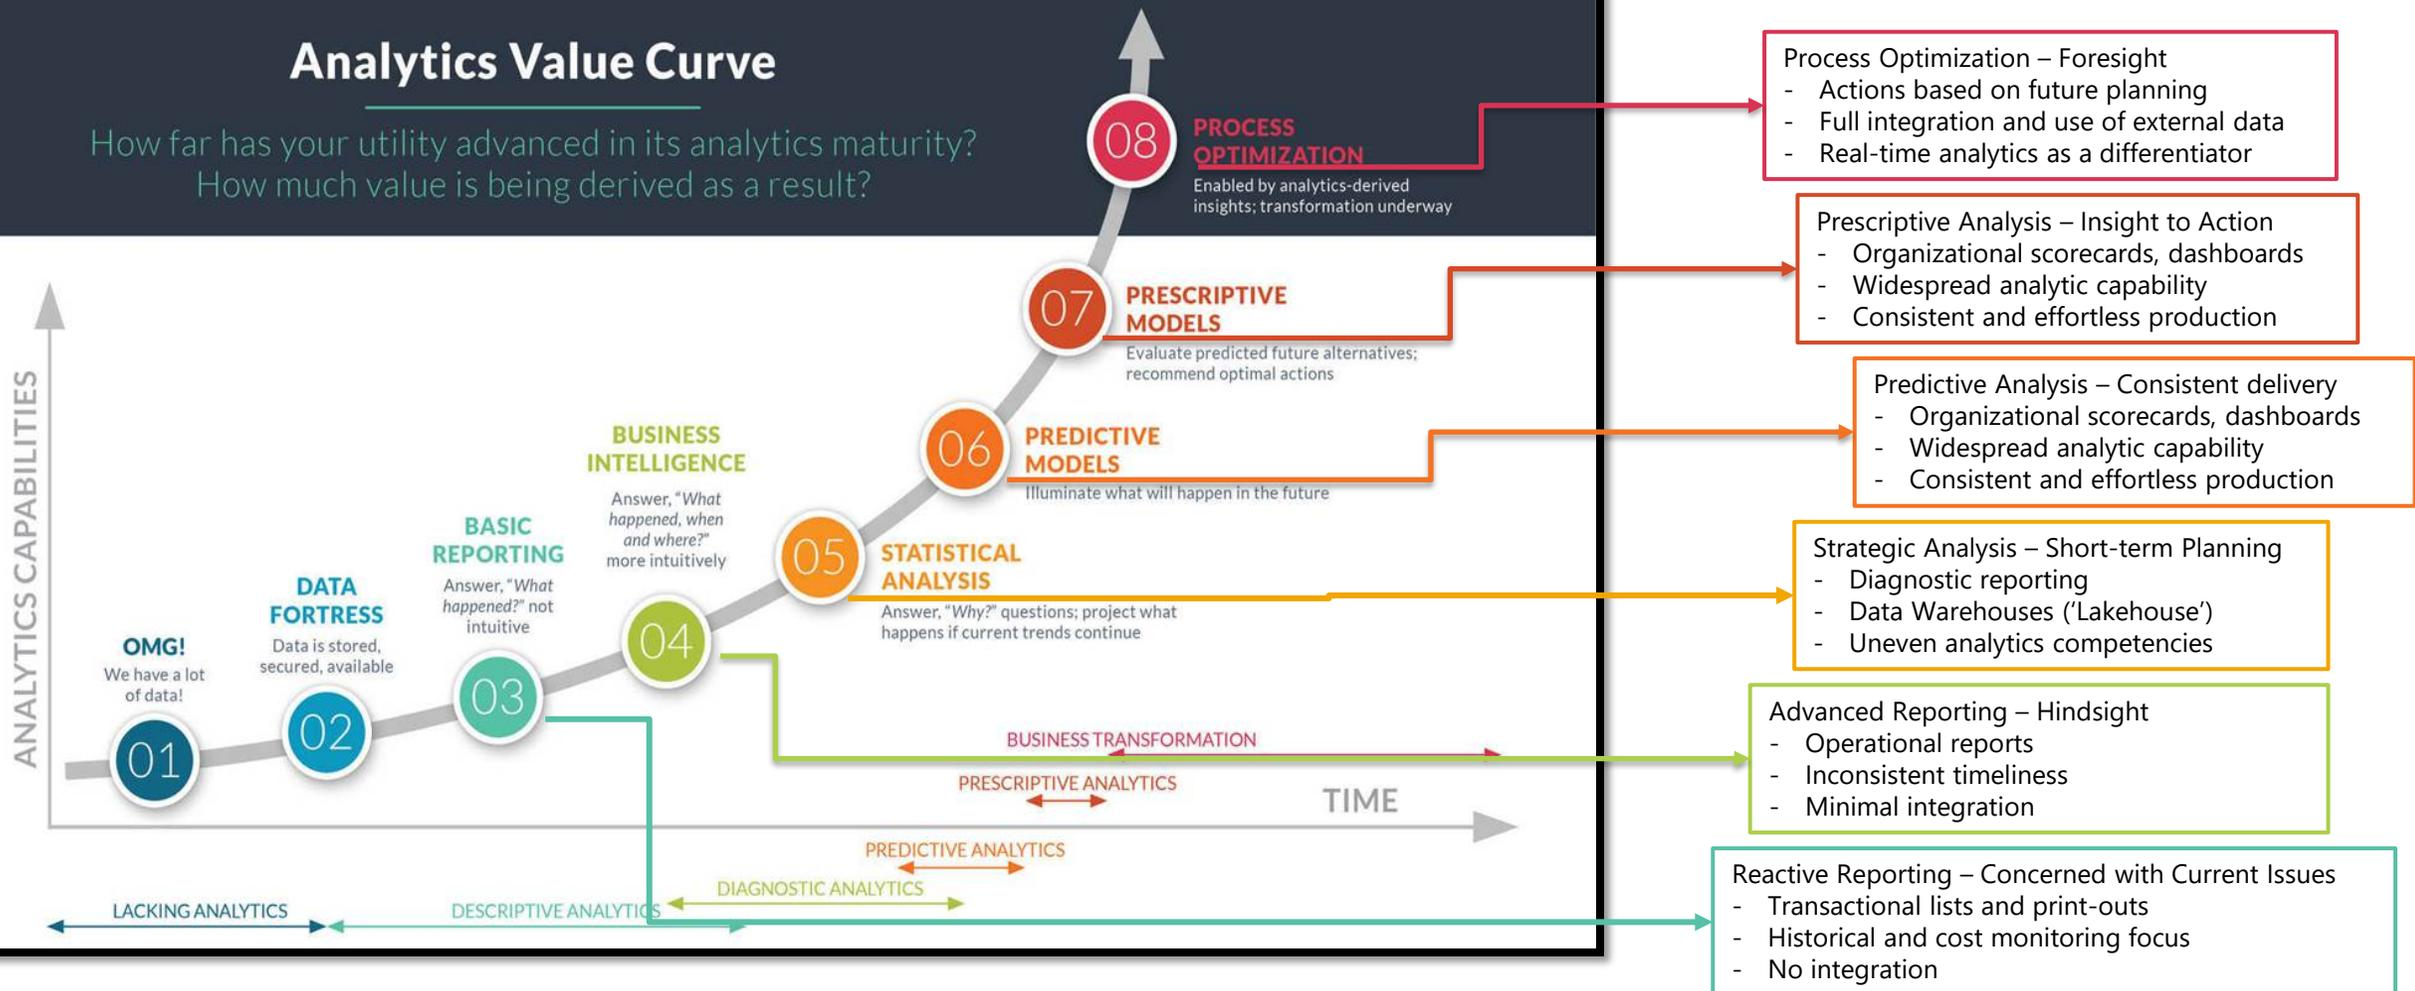 Analytics Value Curve
How far has your utility advanced in its analytics maturity?
How much value is being derived as a result?
08
PROCESS
OPTIMIZATION
Enabled by analytics-derived
insights; transformation underway
07
PRESCRIPTIVE
MODELS
Evaluate predicted future alternatives;
recommend optimal actions
06
PREDICTIVE
MODELS
Illuminate what will happen in the future
05
STATISTICAL
ANALYSIS
Answer, "Why?" questions; project what
happens if current trends continue
BUSINESS
INTELLIGENCE
Answer, "What
happened, when
and where?"
more intuitively
04
BASIC
REPORTING
Answer, "What
happened?" not
intuitive
03
DATA
FORTRESS
Data is stored,
secured, available
02
OMG!
We have a lot
of data!
01
ANALYTICS CAPABILITIES
BUSINESS TRANSFORMATION
PRESCRIPTIVE ANALYTICS
TIME
PREDICTIVE ANALYTICS
DIAGNOSTIC ANALYTICS
LACKING ANALYTICS
DESCRIPTIVE ANALYTICS
Process Optimization – Foresight
- Actions based on future planning
- Full integration and use of external data
- Real-time analytics as a differentiator
Prescriptive Analysis – Insight to Action
- Organizational scorecards, dashboards
- Widespread analytic capability
- Consistent and effortless production
Predictive Analysis – Consistent delivery
- Organizational scorecards, dashboards
- Widespread analytic capability
- Consistent and effortless production
Strategic Analysis – Short-term Planning
- Diagnostic reporting
- Data Warehouses (‘Lakehouse’)
- Uneven analytics competencies
Advanced Reporting – Hindsight
- Operational reports
- Inconsistent timeliness
- Minimal integration
Reactive Reporting – Concerned with Current Issues
- Transactional lists and print-outs
- Historical and cost monitoring focus
- No integration